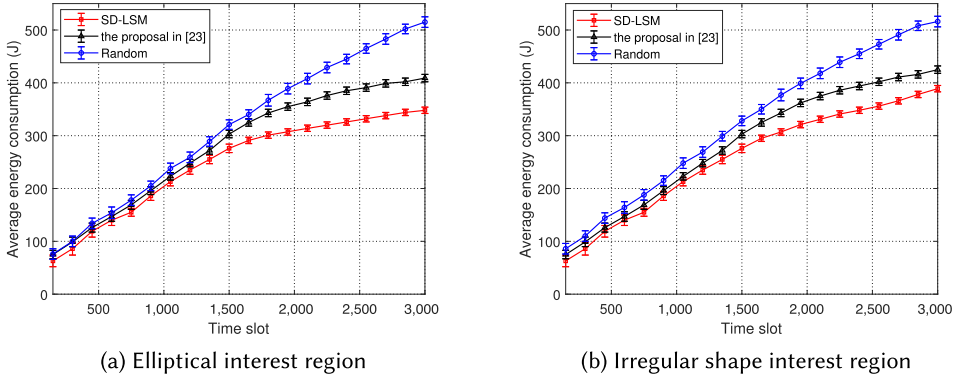 SD-LSM
the proposal in [23]
Random
Average energy consumption (J)
500
400
300
200
100
0
500
1,000
1,500
2,000
2,500
3,000
Time slot
(a) Elliptical interest region
SD-LSM
the proposal in [23]
Random
Average energy consumption (J)
500
400
300
200
100
0
500
1,000
1,500
2,000
2,500
3,000
Time slot
(b) Irregular shape interest region